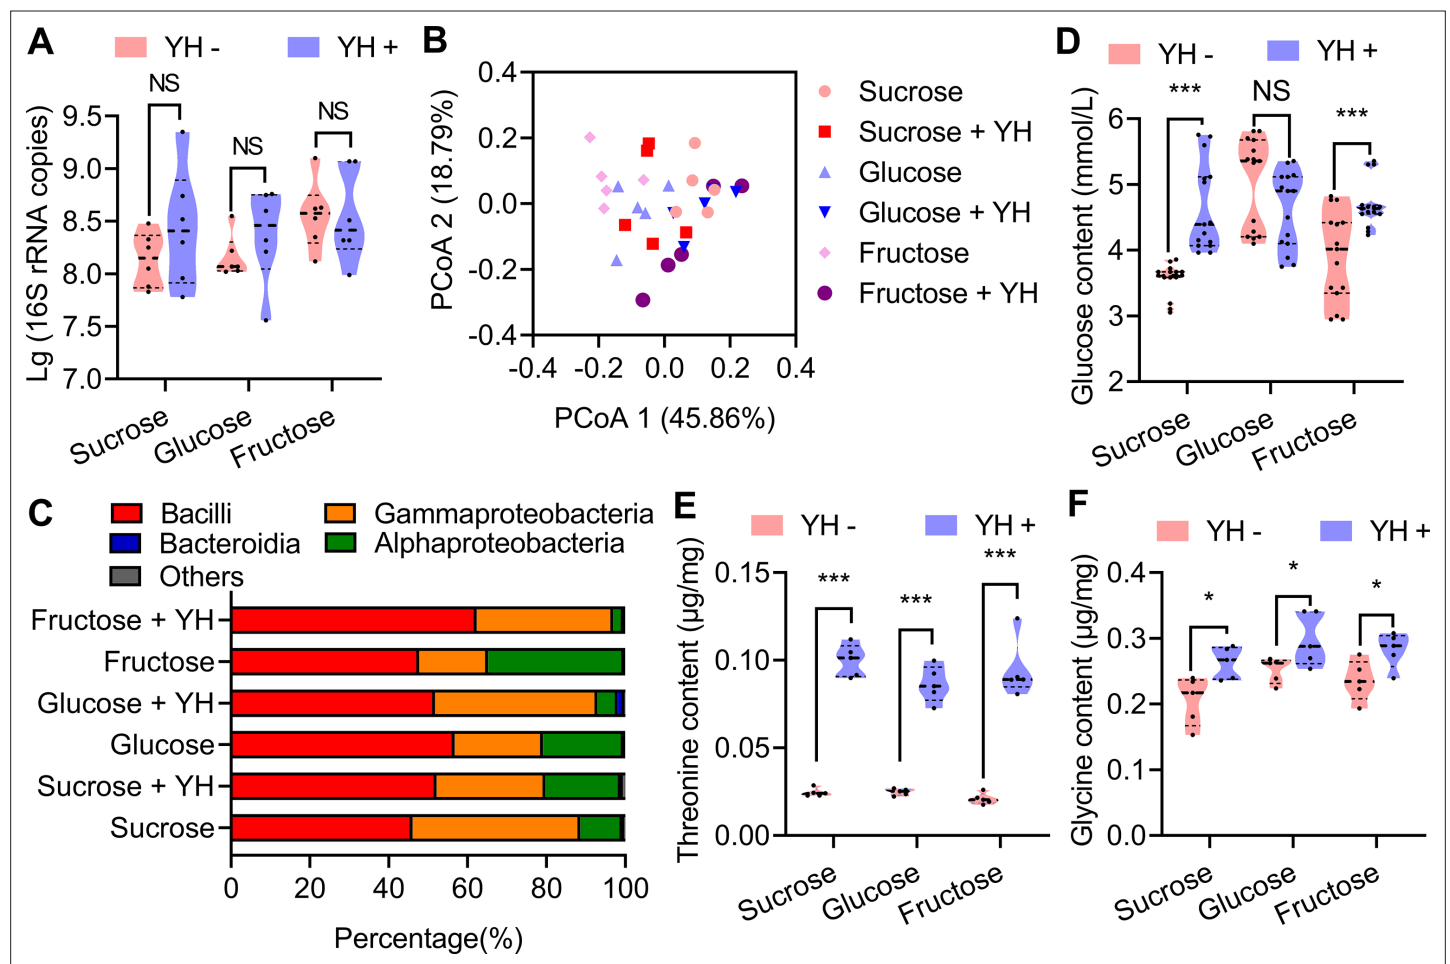 A
YH -
YH +
NS
NS
NS
Lg (16S rRNA copies)
9.5
9.0
8.5
8.0
7.5
7.0
Sucrose
Glucose
Fructose
B
PCoA 2 (18.79%)
0.4
0.2
0.0
-0.2
-0.4
-0.4
-0.2
0.0
0.2
0.4
PCoA 1 (45.86%)
Sucrose
Sucrose + YH
Glucose
Glucose + YH
Fructose
Fructose + YH
D
YH -
YH +
***
NS
***
Glucose content (mmol/L)
6
5
4
3
2
Sucrose
Glucose
Fructose
C
Bacilli
Gammaproteobacteria
Bacteroidia
Alphaproteobacteria
Others
Fructose + YH
Fructose
Glucose + YH
Glucose
Sucrose + YH
Sucrose
0
20
40
60
80
100
Percentage(%)
E
YH -
YH +
***
***
***
Threonine content (μg/mg)
0.15
0.10
0.05
0.00
Sucrose
Glucose
Fructose
F
YH -
YH +
*
*
*
Glycine content (μg/mg)
0.4
0.3
0.2
0.1
0.0
Sucrose
Glucose
Fructose